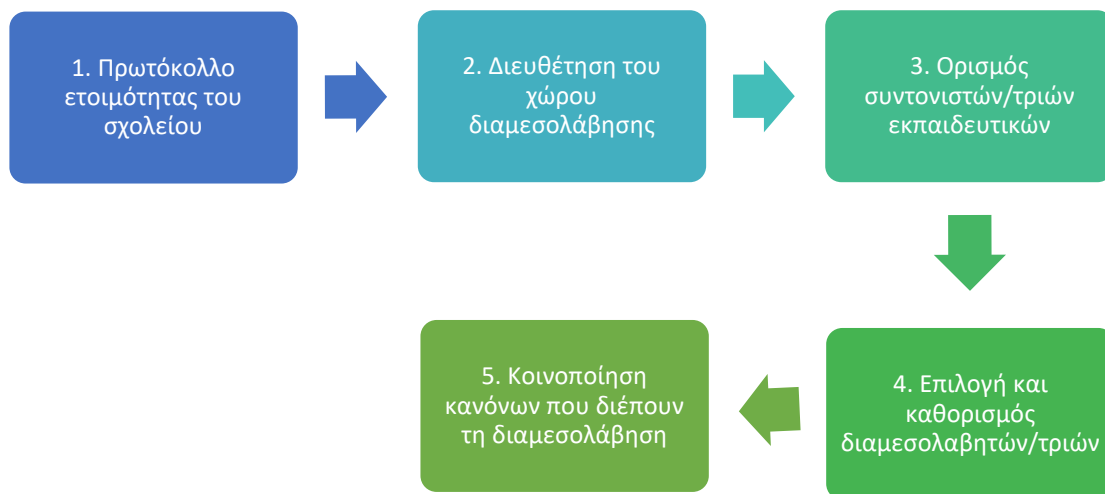 1. Πρωτόκολλο
ετοιμότητας του
σχολείου
2. Διευθέτηση του
χώρου
διαμεσολάβησης
3. Ορισμός
συντονιστών/τριών
εκπαιδευτικών
4. Επιλογή και
καθορισμός
διαμεσολαβητών/τριών
5. Κοινοποίηση
κανόνων που διέπουν
τη διαμεσολάβηση